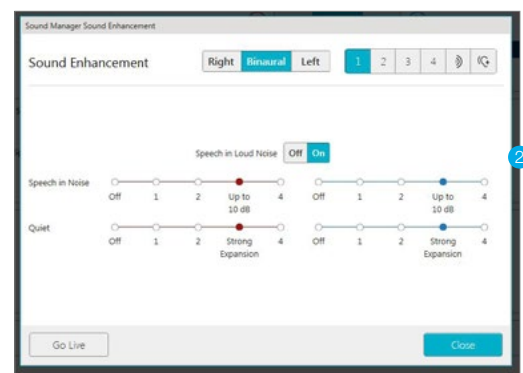 Sound Manager Sound Enhancement
Sound Enhancement Right Binaural Left 1 2 3 4
Speech in Loud Noise Off On
2
Speech in Noise
Off 1 2 Up to 10 dB 4 Off 1 2 Up to 10 dB 4
Quiet
Off 1 2 Strong Expansion 4 Off 1 2 Strong Expansion 4
Go Live Close